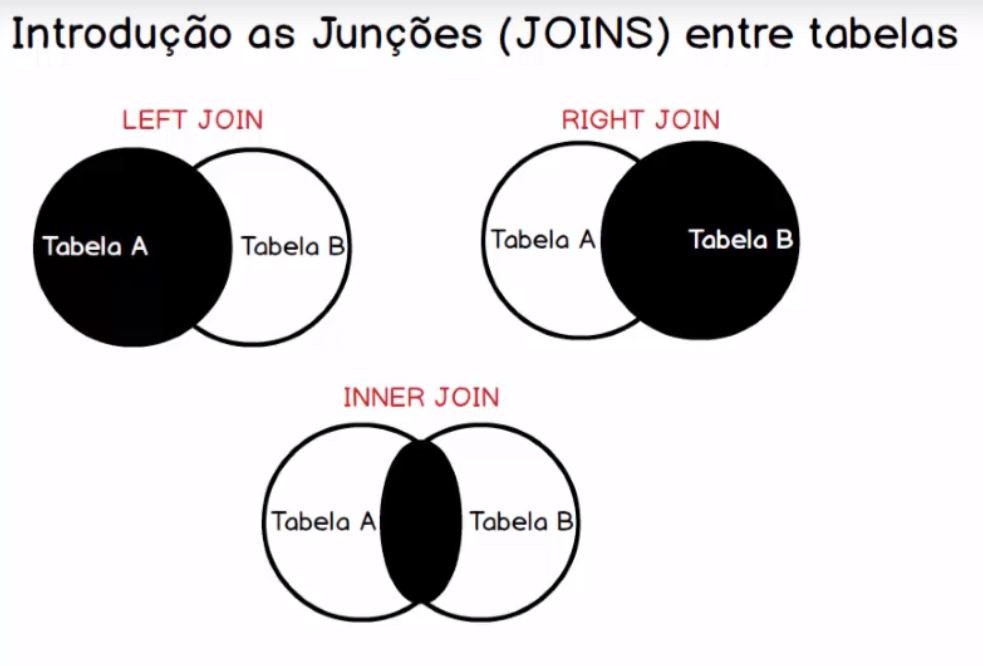 Introdução as Junções (JOINS) entre tabelas
LEFT JOIN
Tabela A
Tabela B
RIGHT JOIN
Tabela A
Tabela B
INNER JOIN
Tabela A
Tabela B